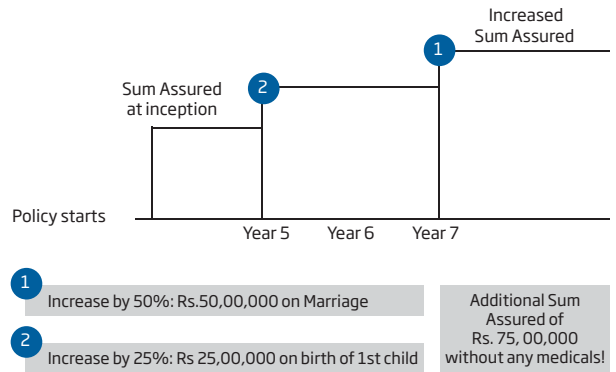 Increased
Sum Assured
1
Sum Assured
at inception
2
Policy starts
Year 5
Year 6
Year 7
1
Increase by 50%: Rs.50,00,000 on Marriage
2
Increase by 25%: Rs 25,00,000 on birth of 1st child
Additional Sum
Assured of
Rs. 75, 00,000
without any medicals!